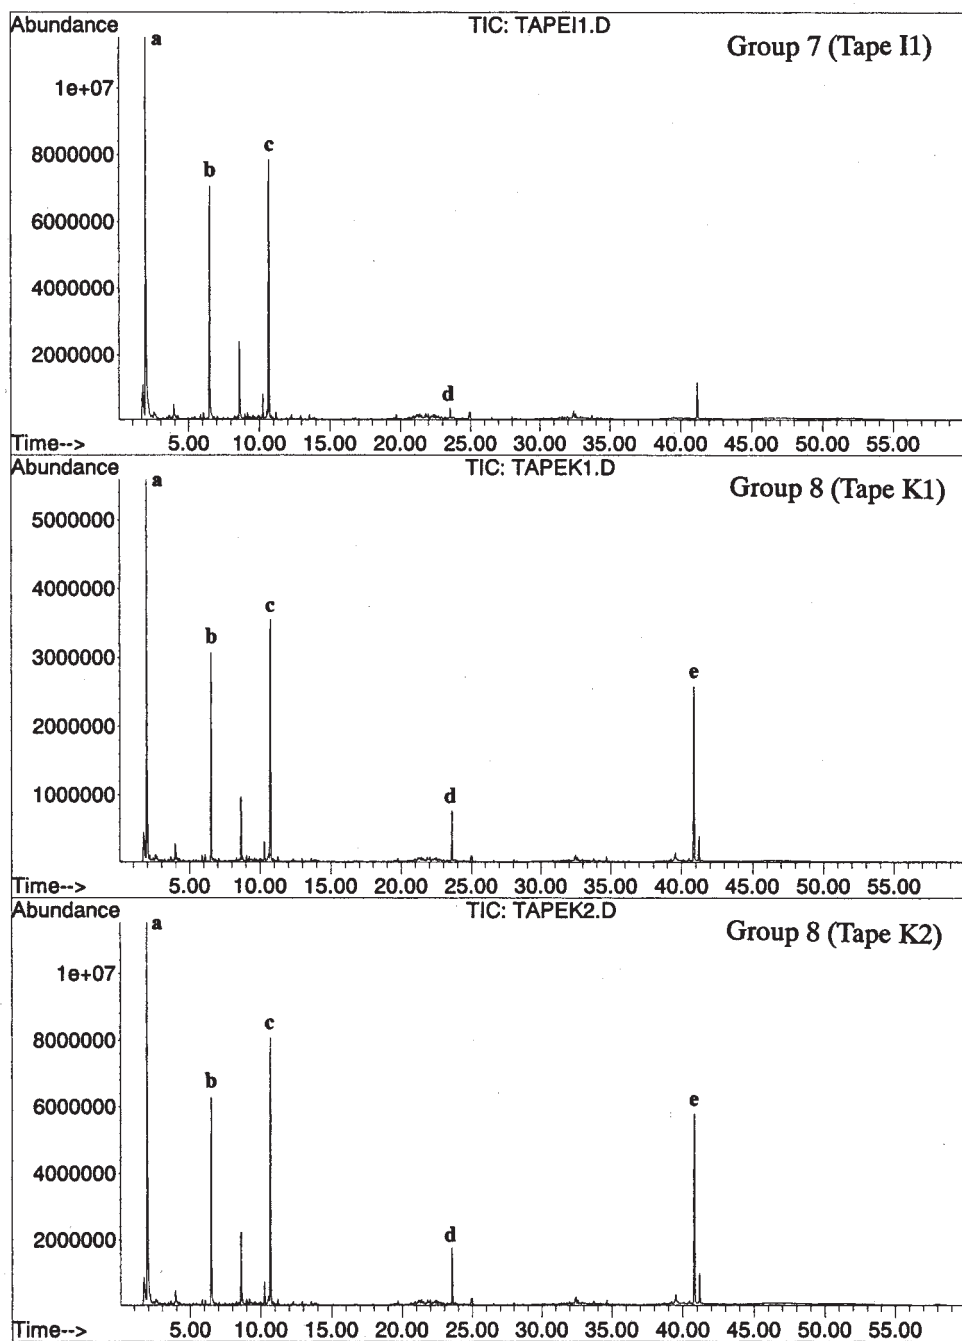 Abundance TIC: TAPEI1.D
Group 7 (Tape I1)
a
1e+07
8000000
c
b
6000000
4000000
2000000
d
Time--> 5.00 10.00 15.00 20.00 25.00 30.00 35.00 40.00 45.00 50.00 55.00
Abundance TIC: TAPEK1.D
a
Group 8 (Tape K1)
5000000
4000000
c
b
3000000
e
2000000
1000000
d
Time--> 5.00 10.00 15.00 20.00 25.00 30.00 35.00 40.00 45.00 50.00 55.00
Abundance TIC: TAPEK2.D
a
Group 8 (Tape K2)
1e+07
c
8000000
b
e
6000000
4000000
2000000
d
Time--> 5.00 10.00 15.00 20.00 25.00 30.00 35.00 40.00 45.00 50.00 55.00